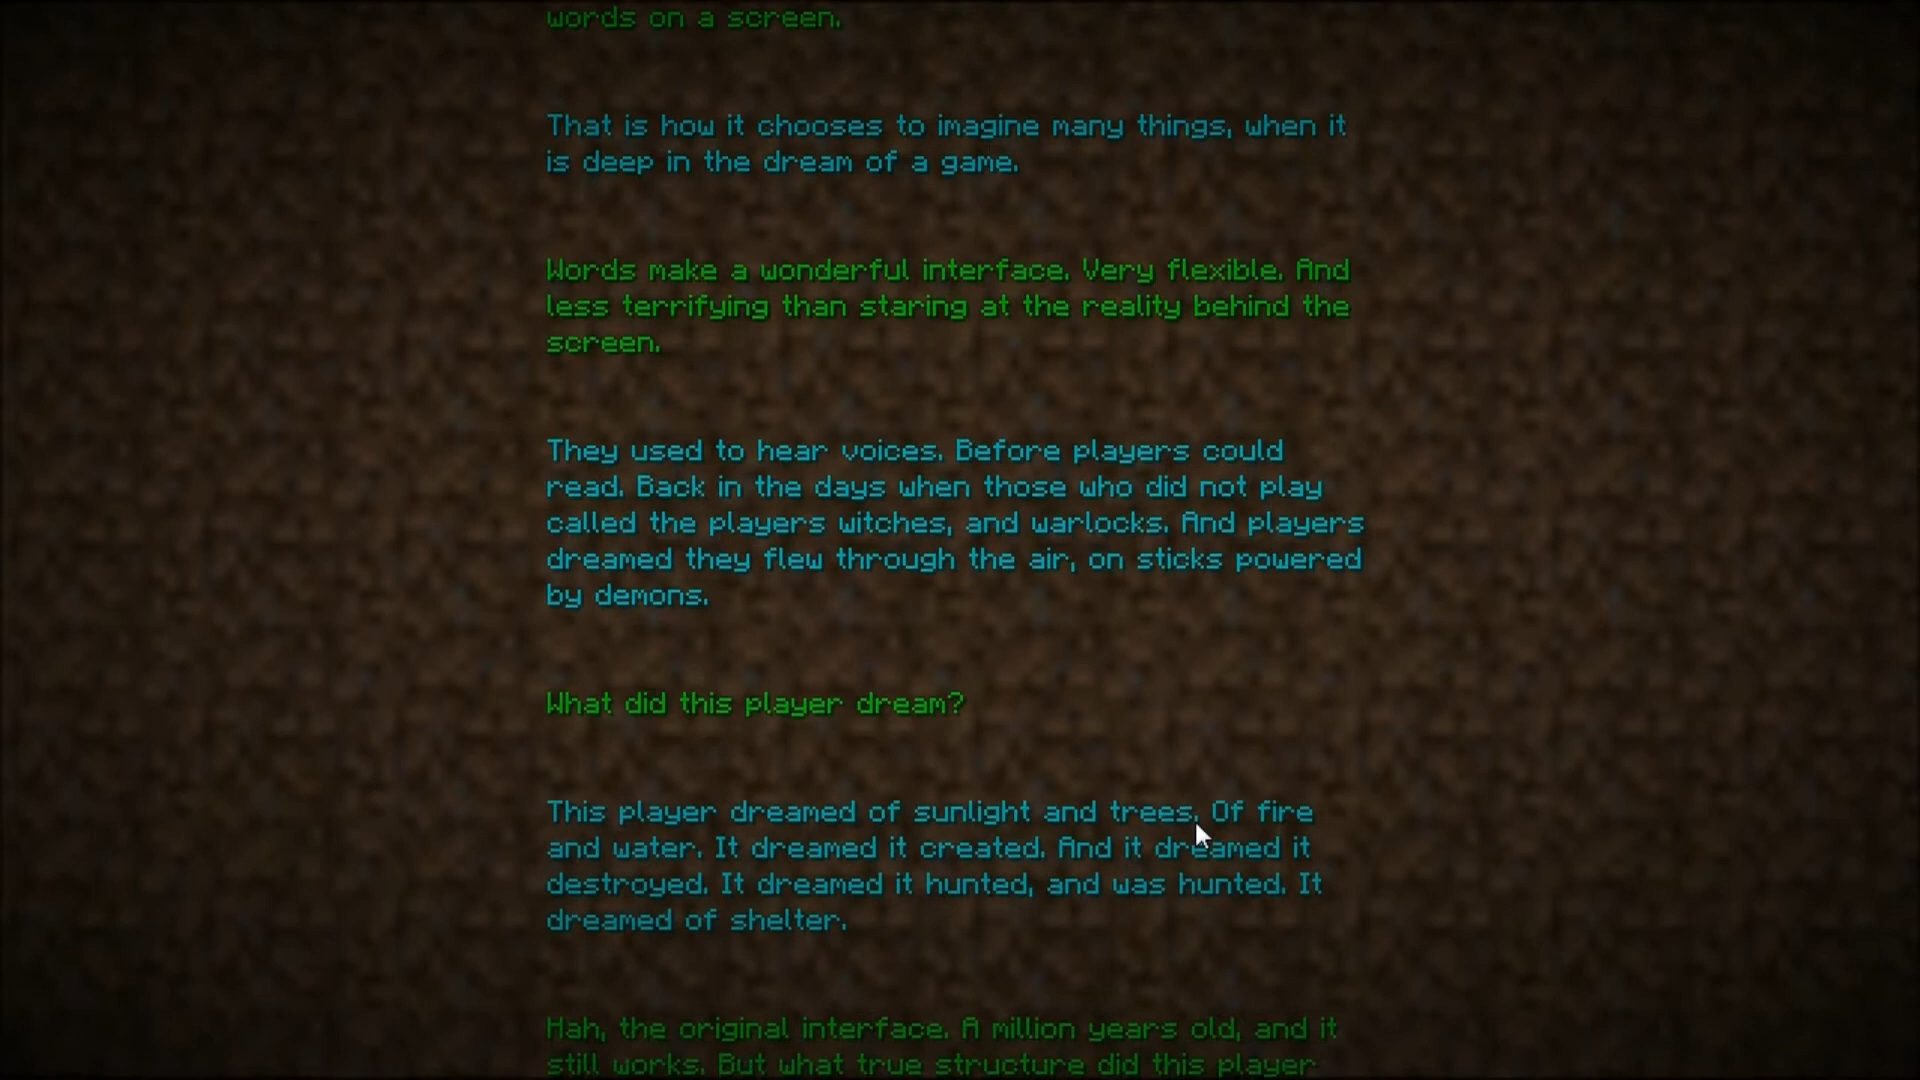 words on a screen.
That is how it chooses to imagine many things, when it
is deep in the dream of a game.
Words make a wonderful interface. Very flexible. And
less terrifying than staring at the reality behind the
screen.
They used to hear voices. Before players could
read. Back in the days when those who did not play
called the players witches, and warlocks. And players
dreamed they flew through the air, on sticks powered
by demons.
What did this player dream?
This player dreamed of sunlight and trees. Of fire
and water. It dreamed it created. And it dreamed it
destroyed. It dreamed it hunted, and was hunted. It
dreamed of shelter.
Hah, the original interface. A million years old, and it
still works. But what true structure did this player